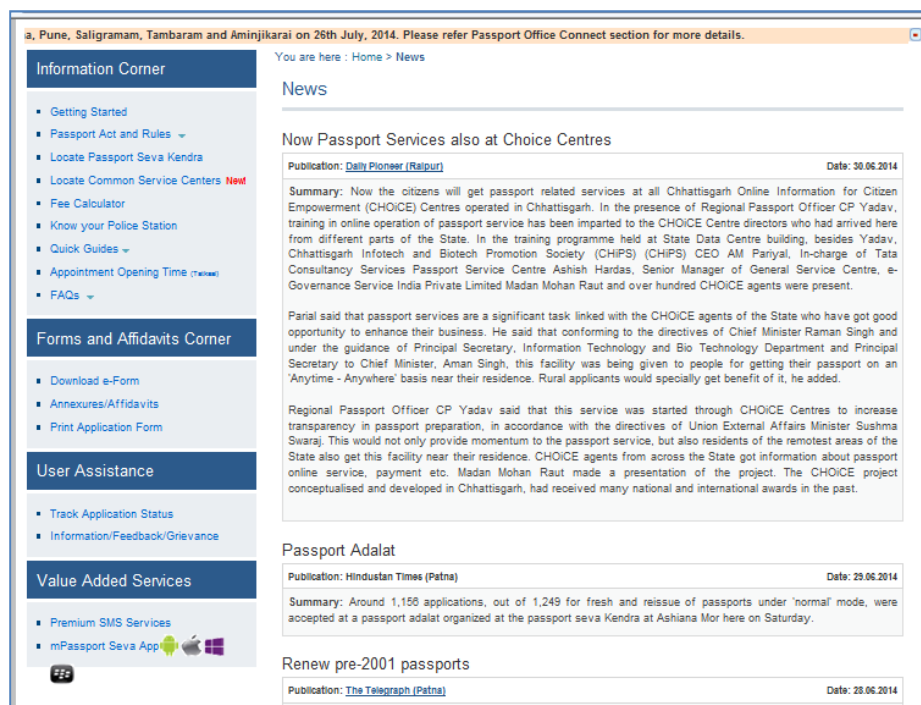 a, Pune, Saligramam, Tambaram and Aminjikarai on 26th July, 2014. Please refer Passport Office Connect section for more details.
Information Corner
Getting Started
Passport Act and Rules
Locate Passport Seva Kendra
Locate Common Service Centers New!
Fee Calculator
Know your Police Station
Quick Guides
Appointment Opening Time (Tatkaal)
FAQs
Forms and Affidavits Corner
Download e-Form
Annexures/Affidavits
Print Application Form
User Assistance
Track Application Status
Information/Feedback/Grievance
Value Added Services
Premium SMS Services
mPassport Seva App
You are here : Home > News
News
Now Passport Services also at Choice Centres
Publication: Daily Pioneer (Raipur) Date: 30.06.2014
Summary: Now the citizens will get passport related services at all Chhattisgarh Online Information for Citizen
Empowerment (CHOiCE) Centres operated in Chhattisgarh. In the presence of Regional Passport Officer CP Yadav,
training in online operation of passport service has been imparted to the CHOiCE Centre directors who had arrived here
from different parts of the State. In the training programme held at State Data Centre building, besides Yadav,
Chhattisgarh Infotech and Biotech Promotion Society (CHiPS) (CHiPS) CEO AM Pariyal, In-charge of Tata
Consultancy Services Passport Service Centre Ashish Hardas, Senior Manager of General Service Centre, e-
Governance Service India Private Limited Madan Mohan Raut and over hundred CHOiCE agents were present.
Parial said that passport services are a significant task linked with the CHOiCE agents of the State who have got good
opportunity to enhance their business. He said that conforming to the directives of Chief Minister Raman Singh and
under the guidance of Principal Secretary, Information Technology and Bio Technology Department and Principal
Secretary to Chief Minister, Aman Singh, this facility was being given to people for getting their passport on an
'Anytime - Anywhere' basis near their residence. Rural applicants would specially get benefit of it, he added.
Regional Passport Officer CP Yadav said that this service was started through CHOiCE Centres to increase
transparency in passport preparation, in accordance with the directives of Union External Affairs Minister Sushma
Swaraj. This would not only provide momentum to the passport service, but also residents of the remotest areas of the
State also get this facility near their residence. CHOiCE agents from across the State got information about passport
online service, payment etc. Madan Mohan Raut made a presentation of the project. The CHOiCE project
conceptualised and developed in Chhattisgarh, had received many national and international awards in the past.
Passport Adalat
Publication: Hindustan Times (Patna) Date: 29.06.2014
Summary: Around 1,156 applications, out of 1,249 for fresh and reissue of passports under 'normal' mode, were
accepted at a passport adalat organized at the passport seva Kendra at Ashiana Mor here on Saturday.
Renew pre-2001 passports
Publication: The Telegraph (Patna) Date: 28.06.2014